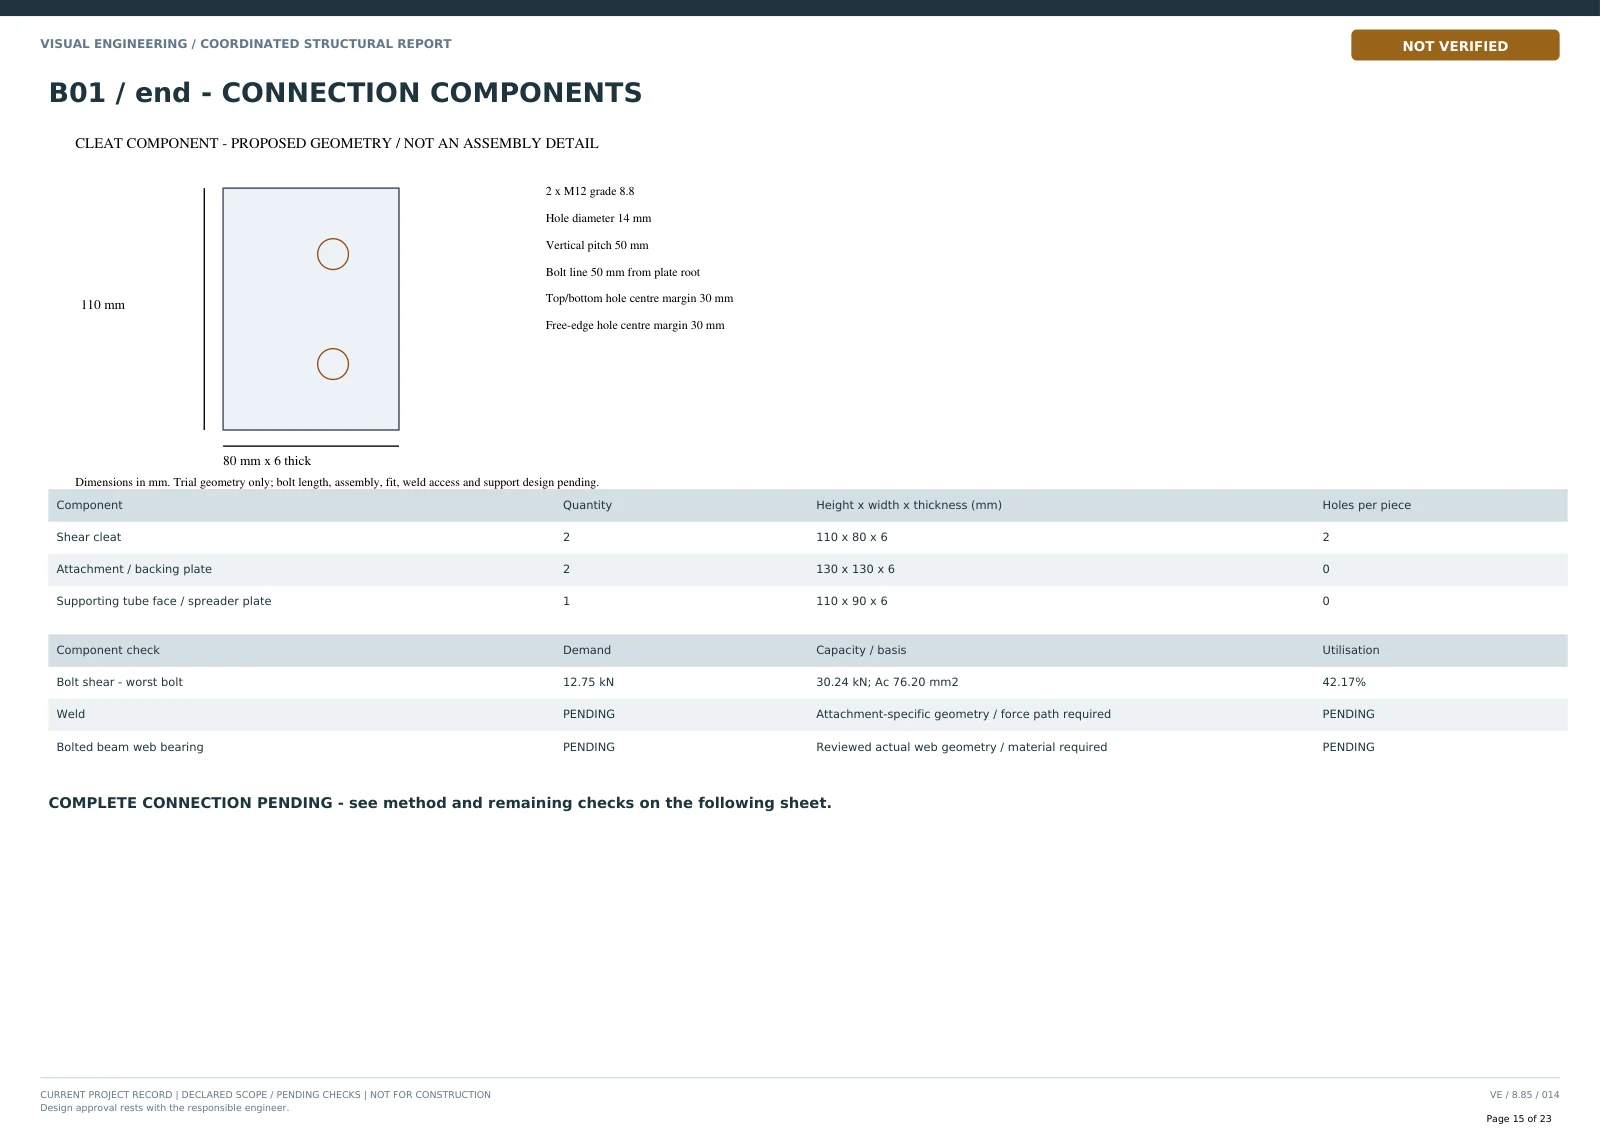 VISUAL ENGINEERING / COORDINATED STRUCTURAL REPORT
NOT VERIFIED
B01 / end - CONNECTION COMPONENTS
CLEAT COMPONENT - PROPOSED GEOMETRY / NOT AN ASSEMBLY DETAIL
2 x M12 grade 8.8
Hole diameter 14 mm
Vertical pitch 50 mm
Bolt line 50 mm from plate root
Top/bottom hole centre margin 30 mm
Free-edge hole centre margin 30 mm
110 mm
80 mm x 6 thick
Dimensions in mm. Trial geometry only; bolt length, assembly, fit, weld access and support design pending.
Component Quantity Height x width x thickness (mm) Holes per piece
Shear cleat 2 110 x 80 x 6 2
Attachment / backing plate 2 130 x 130 x 6 0
Supporting tube face / spreader plate 1 110 x 90 x 6 0
Component check Demand Capacity / basis Utilisation
Bolt shear - worst bolt 12.75 kN 30.24 kN; Ac 76.20 mm2 42.17%
Weld PENDING Attachment-specific geometry / force path required PENDING
Bolted beam web bearing PENDING Reviewed actual web geometry / material required PENDING
COMPLETE CONNECTION PENDING - see method and remaining checks on the following sheet.
CURRENT PROJECT RECORD | DECLARED SCOPE / PENDING CHECKS | NOT FOR CONSTRUCTION
Design approval rests with the responsible engineer.
VE / 8.85 / 014
Page 15 of 23